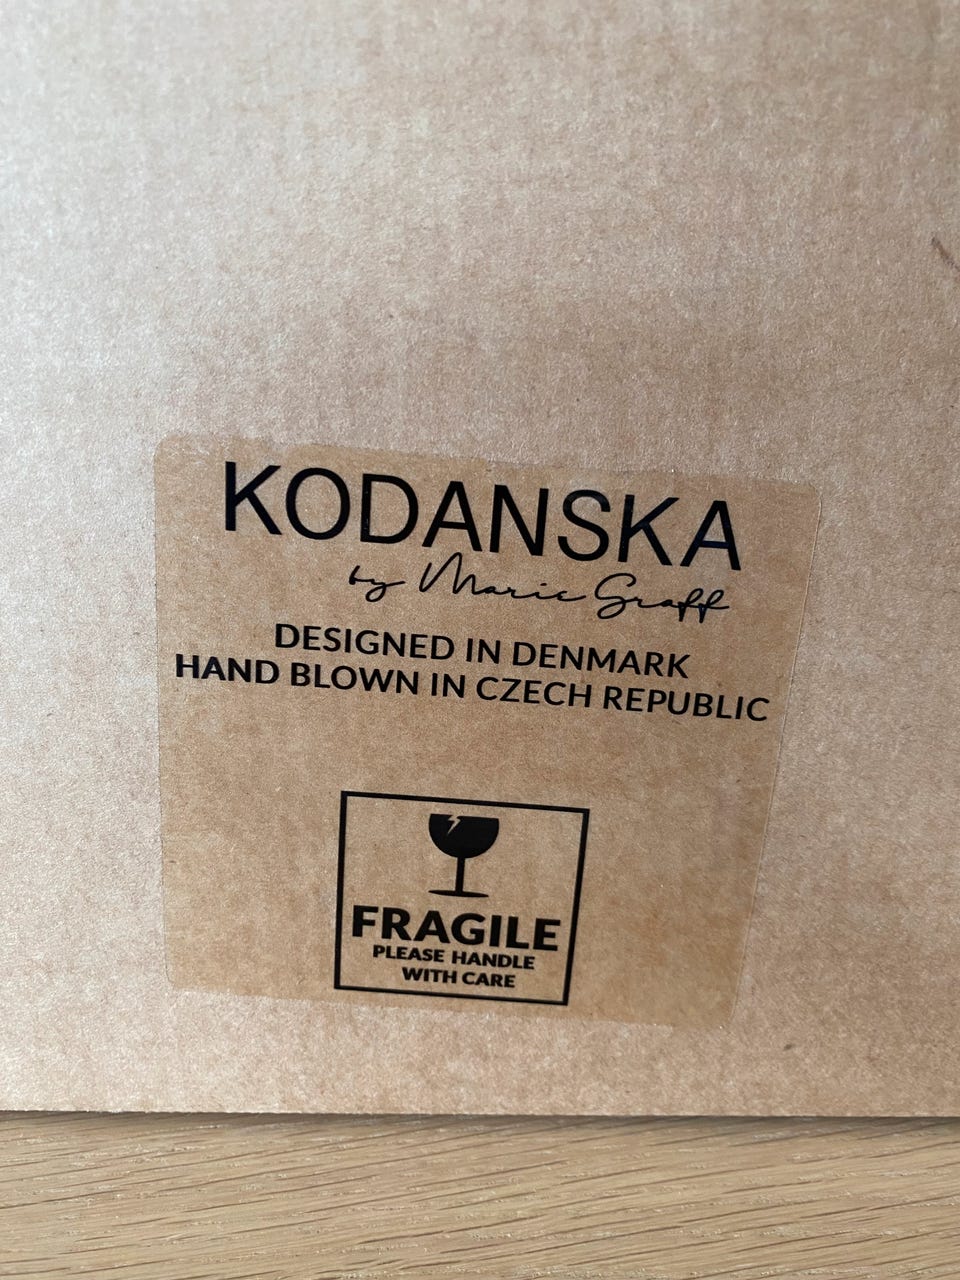 KODANSKA
by Marie Graff
DESIGNED IN DENMARK
HAND BLOWN IN CZECH REPUBLIC
FRAGILE
PLEASE HANDLE
WITH CARE